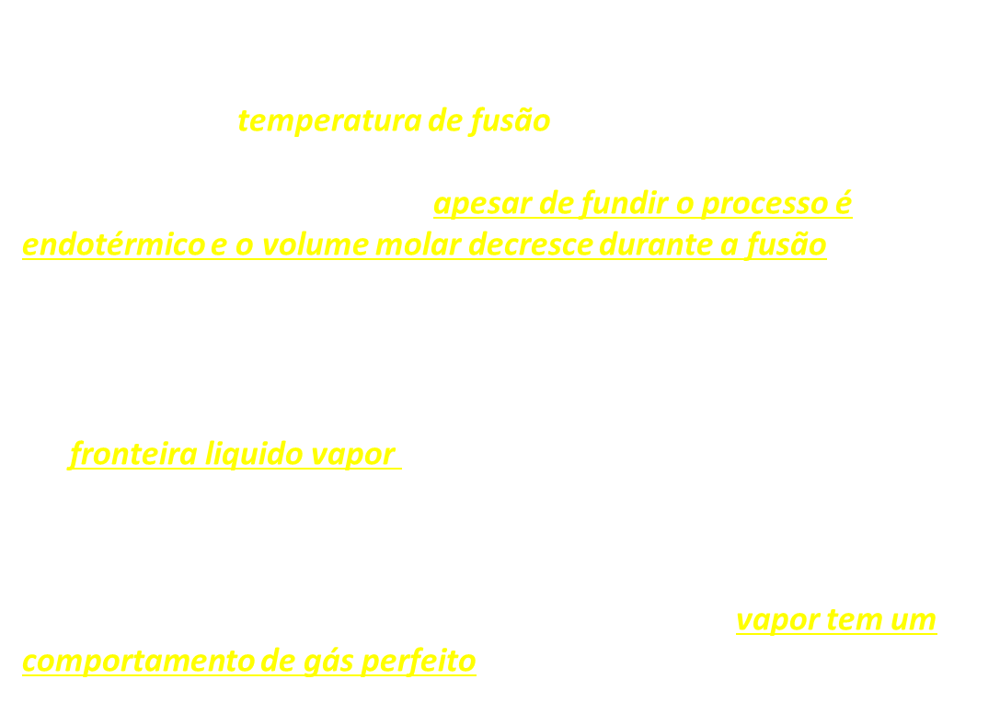 temperatura de fusão
apesar de fundir o processo é
endotérmico e o volume molar decresce durante a fusão
fronteira liquido vapor
vapor tem um
comportamento de gás perfeito